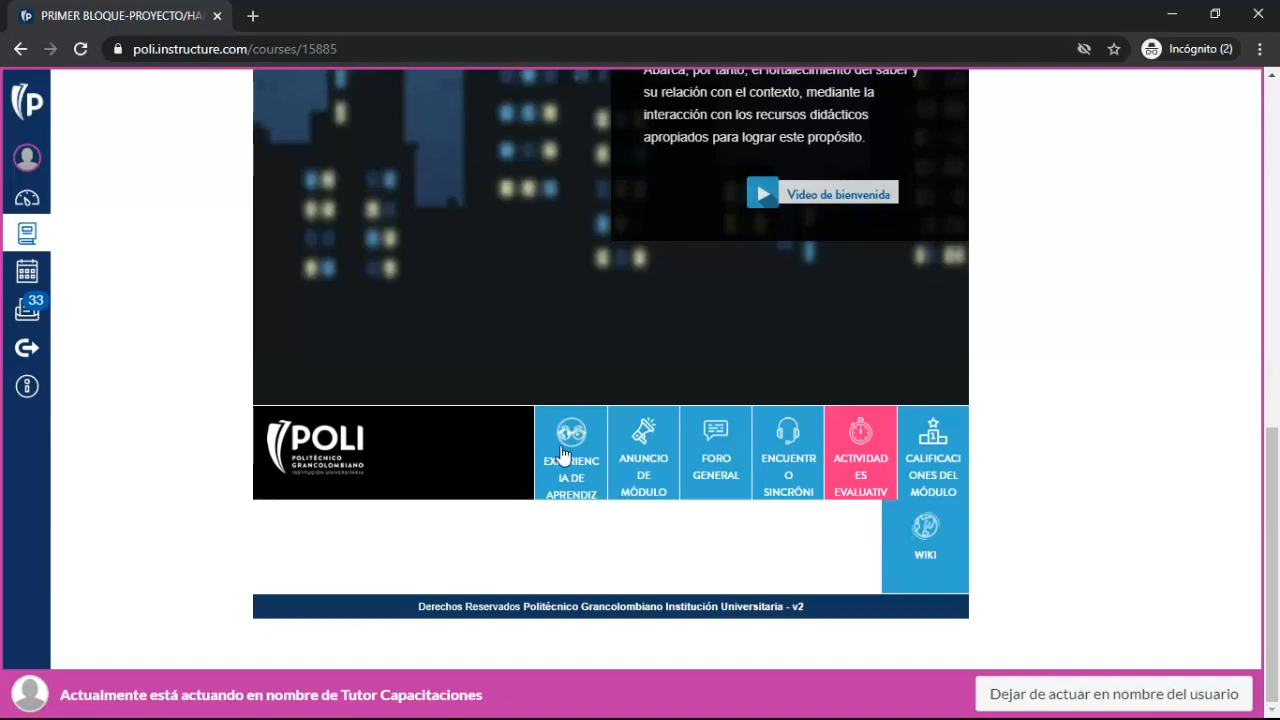 PRIMER BLOQUE-PROYECTO/HA
poli.instructure.com/courses/15885
Incógnito (2)
Abarca, por tanto, el fortalecimiento del saber y
su relación con el contexto, mediante la
interacción con los recursos didácticos
apropiados para lograr este propósito.
Video de bienvenida
33
POLI
POLITÉCNICO
GRANCOLOMBIANO
INSTITUCIÓN UNIVERSITARIA
EXPERIENC
IA DE
APRENDIZ
ANUNCIO
DE
MÓDULO
FORO
GENERAL
ENCUENTR
O
SINCRÓNI
ACTIVIDAD
ES
EVALUATIV
CALIFICACI
ONES DEL
MÓDULO
WIKI
Derechos Reservados Politécnico Grancolombiano Institución Universitaria - v2
Actualmente está actuando en nombre de Tutor Capacitaciones
Dejar de actuar en nombre del usuario